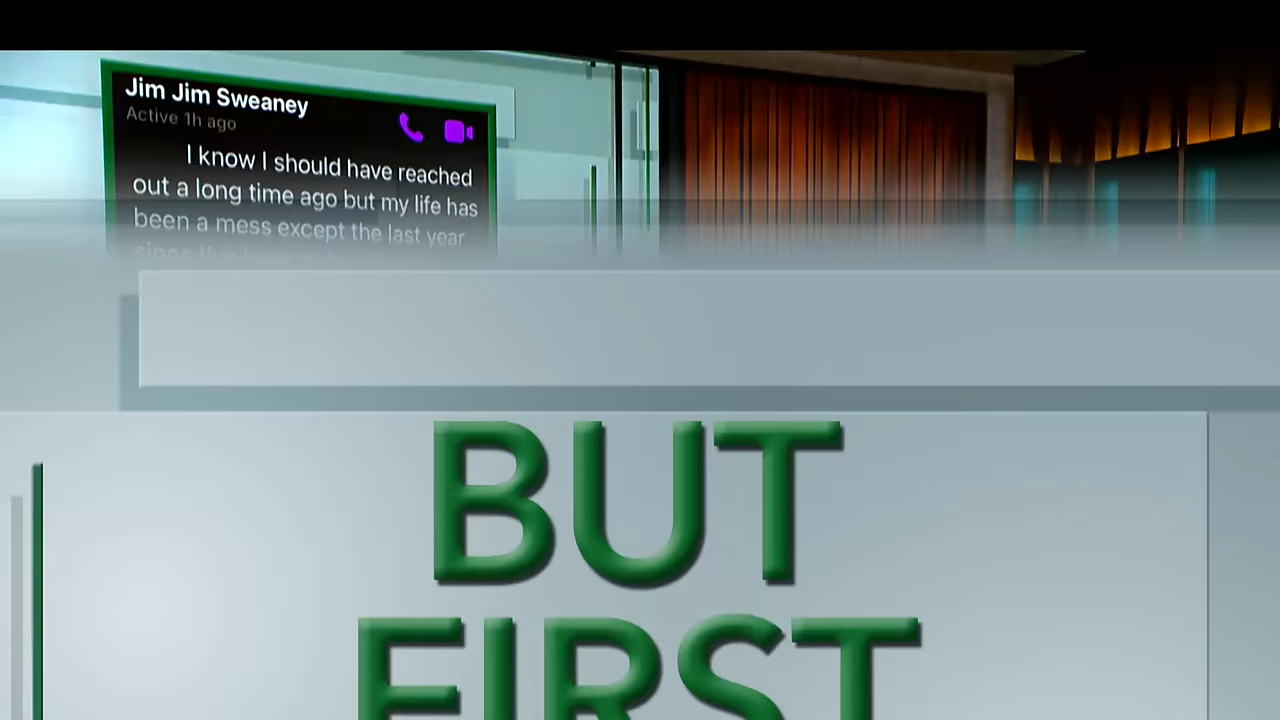 Jim Jim Sweaney
Active 1h ago
I know I should have reached
out a long time ago but my life has
been a mess except the last year
since
BUT
FIRST